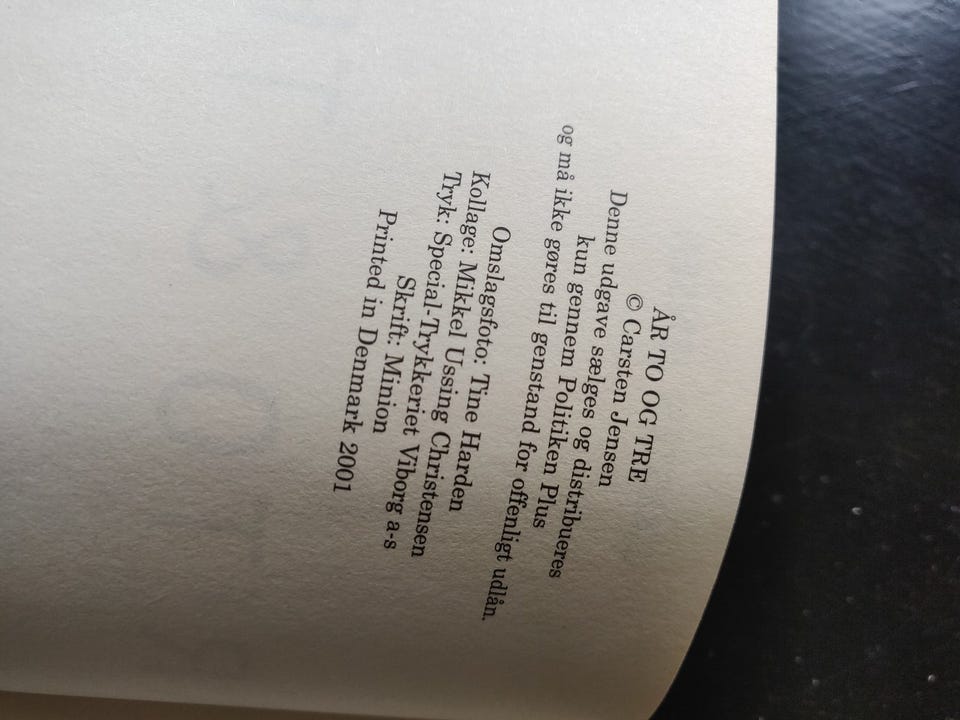 ÅR TO OG TRE
© Carsten Jensen
Denne udgave sælges og distribueres
kun gennem Politiken Plus
og må ikke gøres til genstand for offenligt udlån.
Omslagsfoto: Tine Harden
Kollage: Mikkel Ussing Christensen
Tryk: Special-Trykkeriet Viborg a-s
Skrift: Minion
Printed in Denmark 2001